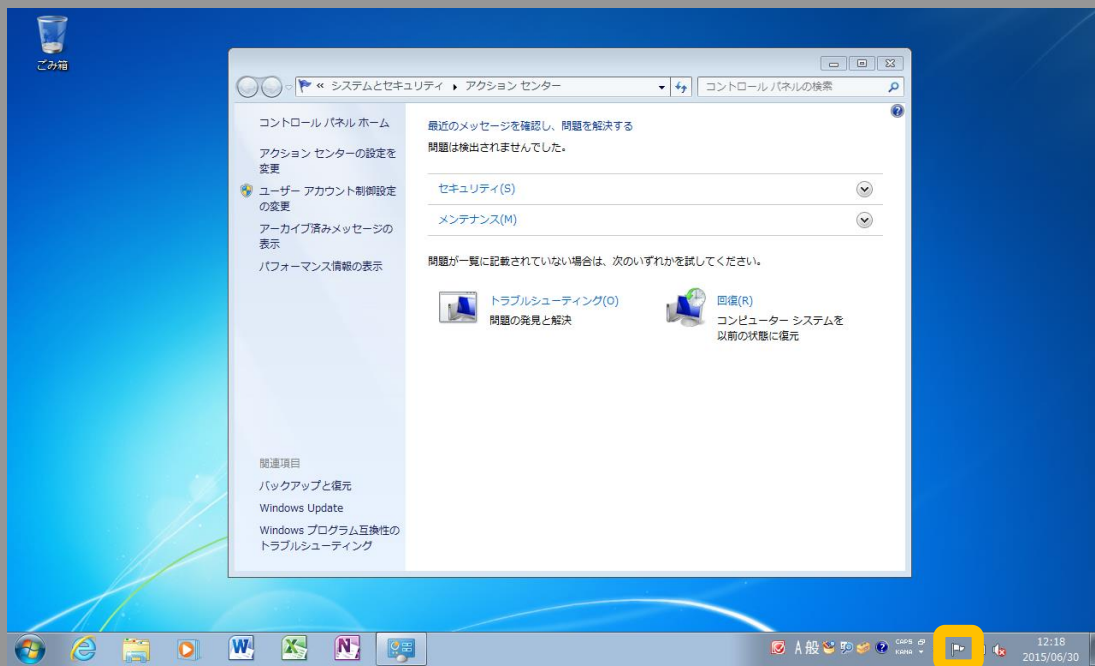 ごみ箱
« システムとセキュリティ ▸ アクション センター
コントロール パネルの検索
コントロール パネル ホーム
アクション センターの設定を
変更
ユーザー アカウント制御設定
の変更
アーカイブ済みメッセージの
表示
パフォーマンス情報の表示
最近のメッセージを確認し、問題を解決する
問題は検出されませんでした。
セキュリティ(S)
メンテナンス(M)
問題が一覧に記載されていない場合は、次のいずれかを試してください。
トラブルシューティング(O)
問題の発見と解決
回復(R)
コンピューター システムを
以前の状態に復元
関連項目
バックアップと復元
Windows Update
Windows プログラム互換性の
トラブルシューティング
A 般
CAPS
KANA
12:18
2015/06/30